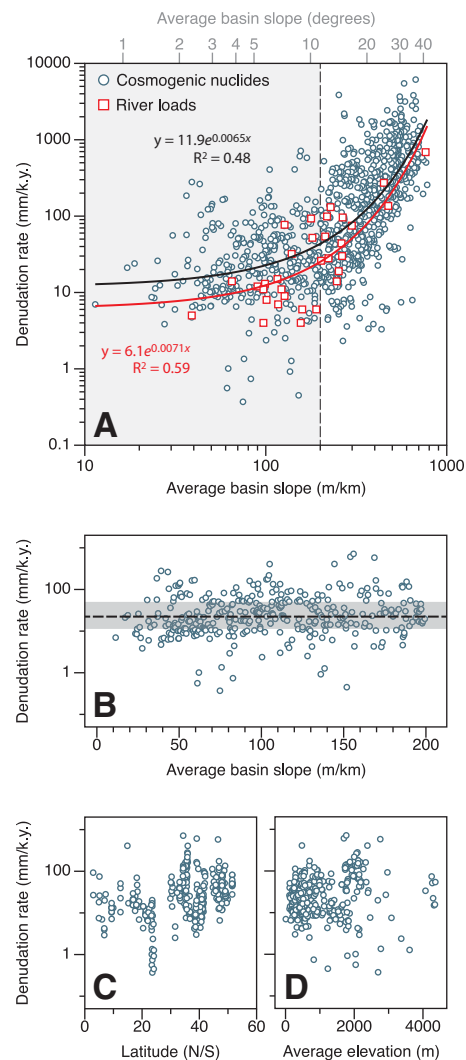 Average basin slope (degrees)
1 2 3 4 5 10 20 30 40
10000
1000
100
10
1
0.1
Denudation rate (mm/k.y.)
Cosmogenic nuclides
River loads
y = 11.9e^0.0065x
R² = 0.48
y = 6.1e^0.0071x
R² = 0.59
A
10 100 1000
Average basin slope (m/km)
Denudation rate (mm/k.y.)
100
1
B
0 50 100 150 200
Average basin slope (m/km)
Denudation rate (mm/k.y.)
100
1
C
D
0 20 40 60
0 2000 4000
Latitude (N/S)
Average elevation (m)